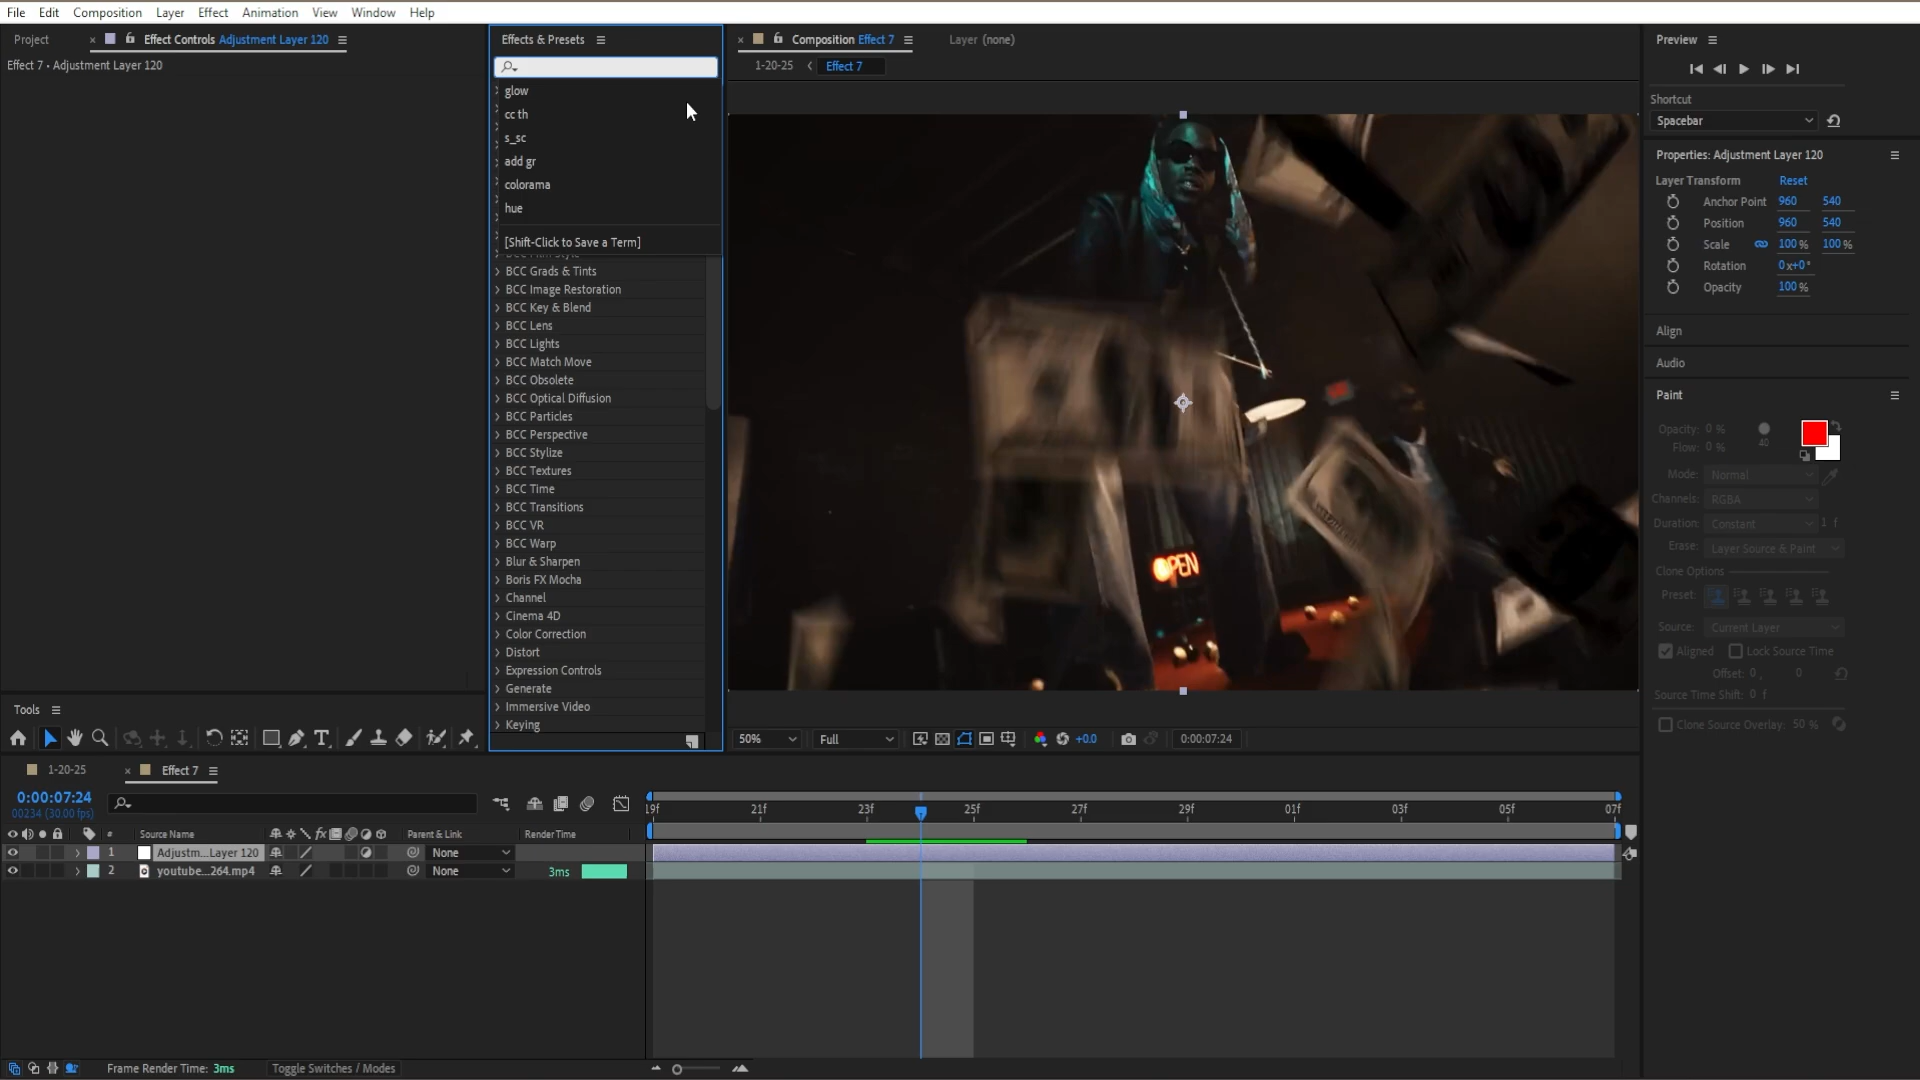 File Edit Composition Layer Effect Animation View Window Help
Project × Effect Controls Adjustment Layer 120
Effect 7 • Adjustment Layer 120
Effects & Presets
glow
cc th
s_sc
add gr
colorama
hue
[Shift-Click to Save a Term]
BCC Film Style
BCC Grads & Tints
BCC Image Restoration
BCC Key & Blend
BCC Lens
BCC Lights
BCC Match Move
BCC Obsolete
BCC Optical Diffusion
BCC Particles
BCC Perspective
BCC Stylize
BCC Textures
BCC Time
BCC Transitions
BCC VR
BCC Warp
Blur & Sharpen
Boris FX Mocha
Channel
Cinema 4D
Color Correction
Distort
Expression Controls
Generate
Immersive Video
Keying
× Composition Effect 7 Layer (none)
1-20-25 < Effect 7
OPEN
50% Full +0.0 0:00:07:24
Preview
Shortcut
Spacebar
Properties: Adjustment Layer 120
Layer Transform Reset
Anchor Point 960 540
Position 960 540
Scale 100 % 100 %
Rotation 0x+0°
Opacity 100 %
Align
Audio
Paint
Opacity: 0 %
Flow: 0 %
40
Mode: Normal
Channels: RGBA
Duration: Constant 1 f
Erase: Layer Source & Paint
Clone Options
Preset:
Source: Current Layer
Aligned Lock Source Time
Offset: 0 , 0
Source Time Shift: 0 f
Clone Source Overlay: 50 %
Tools
1-20-25 × Effect 7
0:00:07:24
00234 (30.00 fps)
# Source Name fx Parent & Link Render Time
1 Adjustm...Layer 120 None
2 youtube...264.mp4 None 3ms
19f 21f 23f 25f 27f 29f 01f 03f 05f 07f
Frame Render Time: 3ms Toggle Switches / Modes